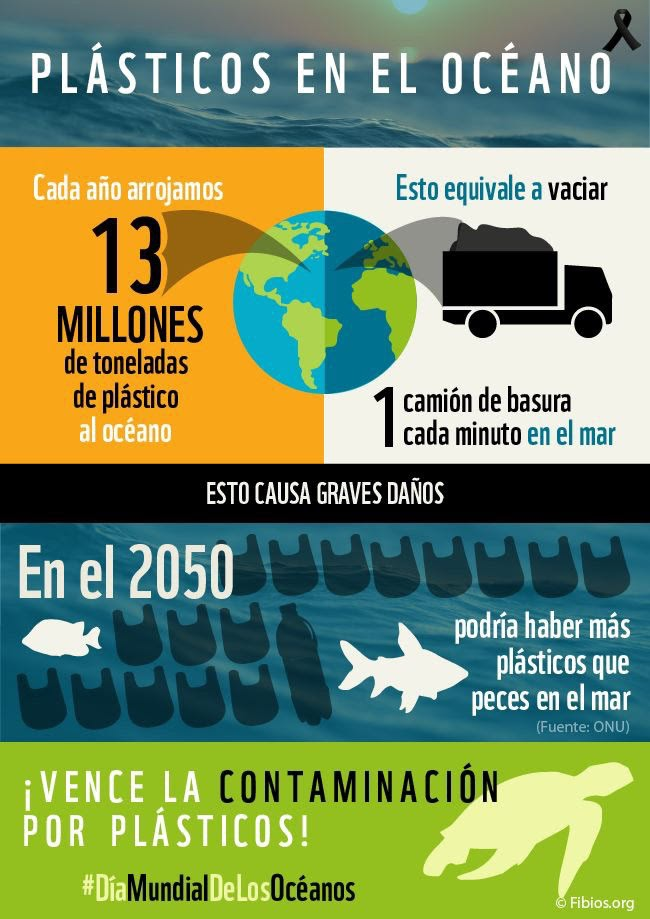 PLÁSTICOS EN EL OCÉANO
Cada año arrojamos
13
MILLONES
de toneladas
de plástico
al océano
Esto equivale a vaciar
1 camión de basura
cada minuto en el mar
ESTO CAUSA GRAVES DAÑOS
En el 2050
podría haber más
plásticos que
peces en el mar
(Fuente: ONU)
¡VENCE LA CONTAMINACIÓN
POR PLÁSTICOS!
#DíaMundialDeLosOcéanos
© Fibios.org